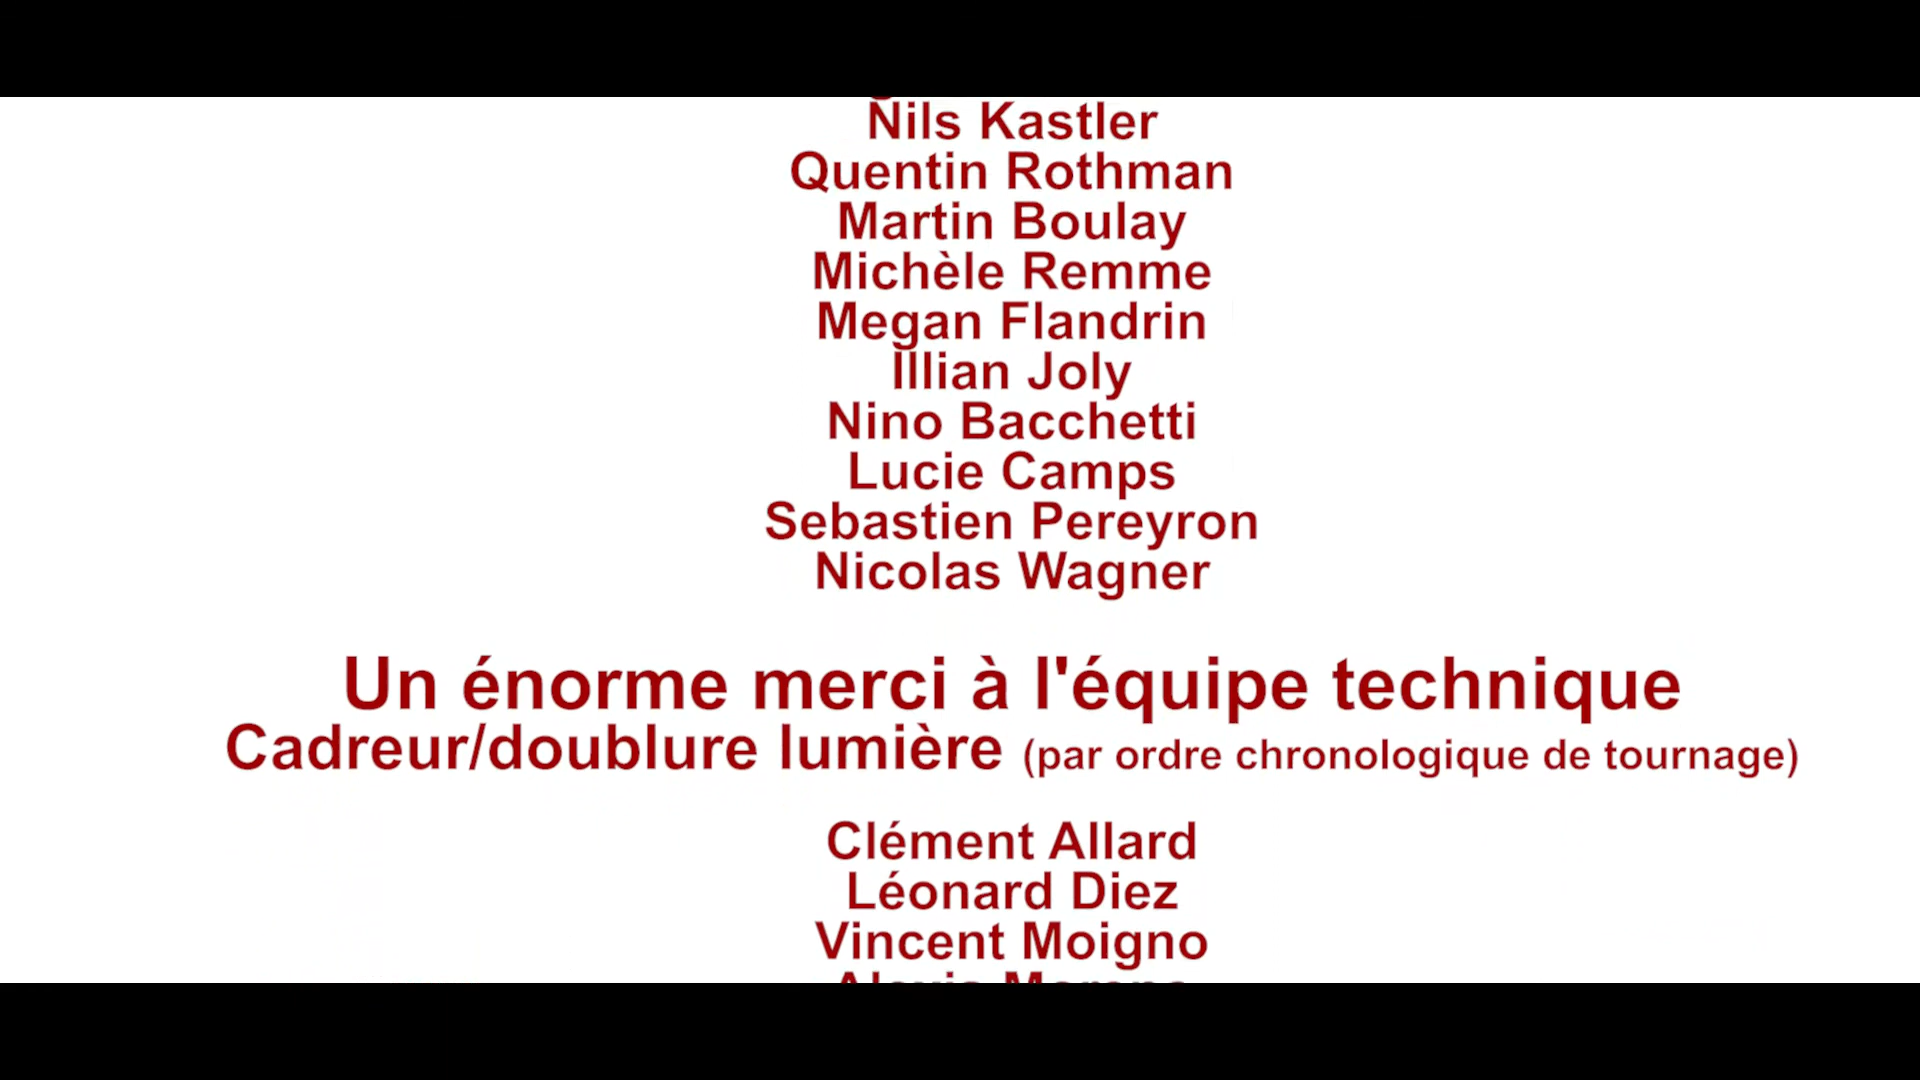 Nils Kastler
Quentin Rothman
Martin Boulay
Michèle Remme
Megan Flandrin
Illian Joly
Nino Bacchetti
Lucie Camps
Sebastien Pereyron
Nicolas Wagner
Un énorme merci à l'équipe technique
Cadreur/doublure lumière (par ordre chronologique de tournage)
Clément Allard
Léonard Diez
Vincent Moigno